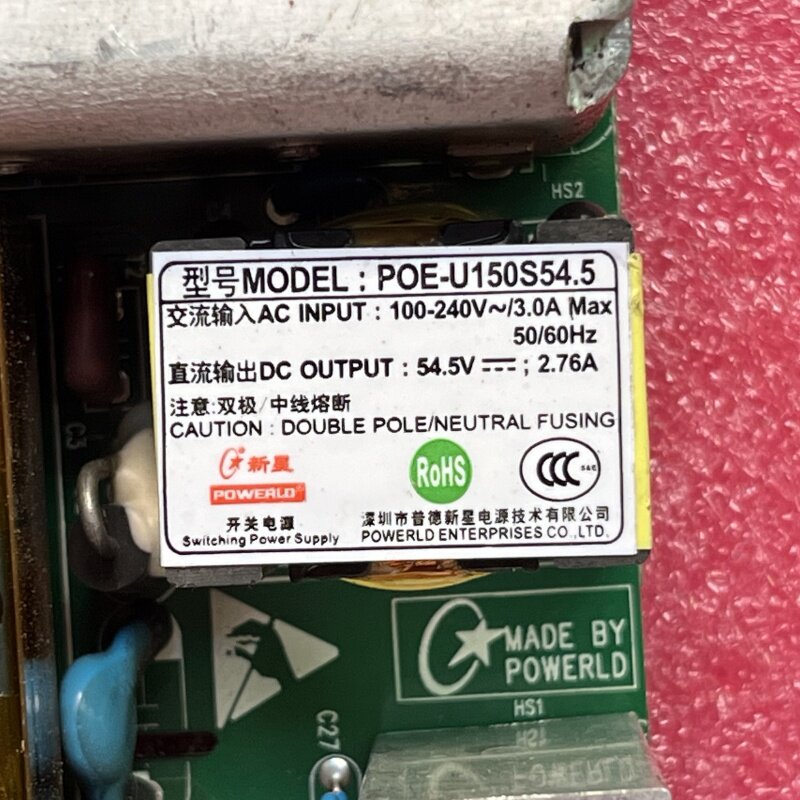 HS2
型号MODEL : POE-U150S54.5
交流输入AC INPUT : 100-240V～/3.0A Max
50/60Hz
直流输出DC OUTPUT : 54.5V ⎓ ; 2.76A
注意:双极/中线熔断
CAUTION : DOUBLE POLE/NEUTRAL FUSING
新星
POWERLD®
RoHS
CCC S&E
开关电源
Switching Power Supply
深圳市普德新星电源技术有限公司
POWERLD ENTERPRISES CO.,LTD.
C3
MADE BY
POWERLD
HS1
C27